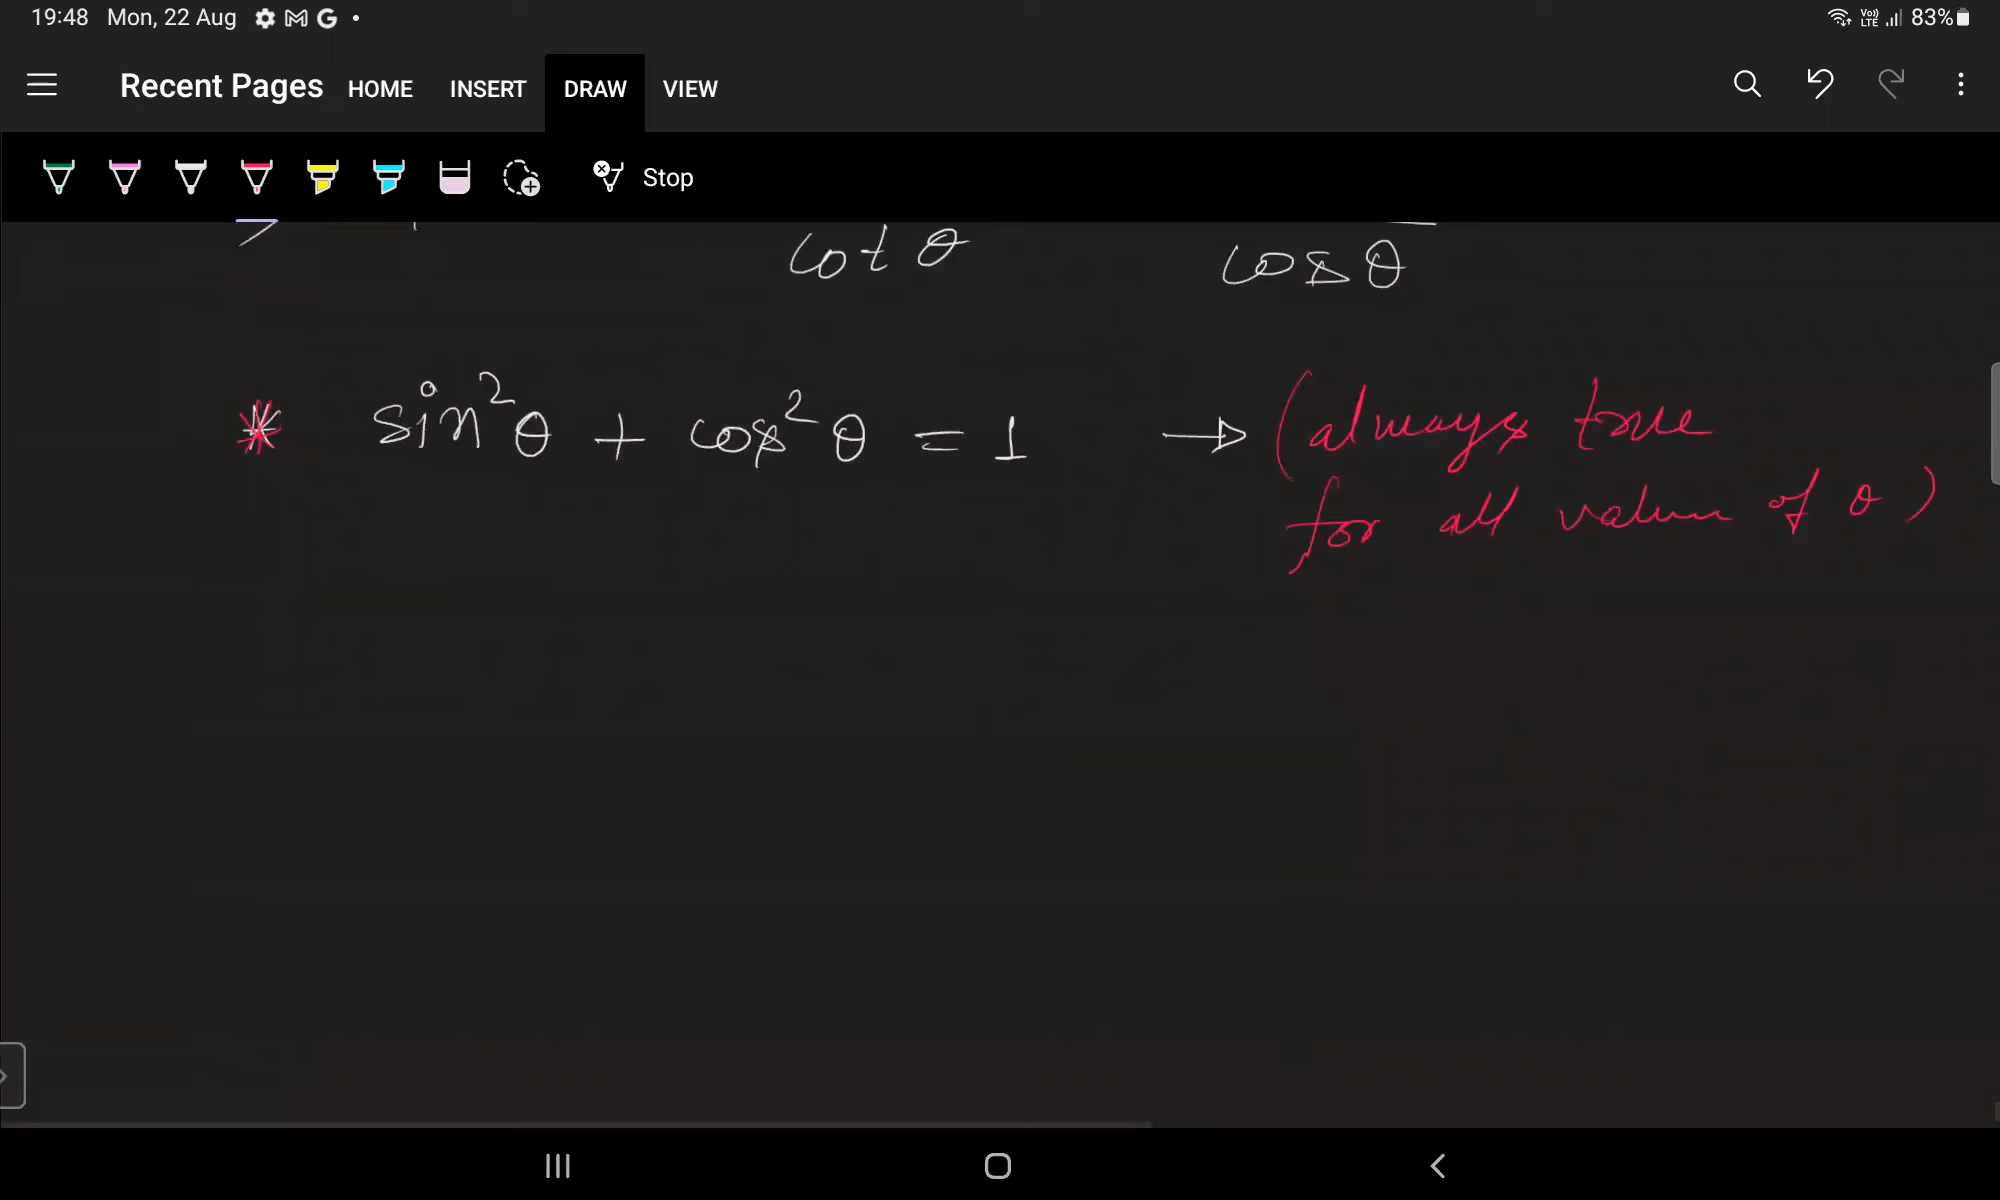 19:48 Mon, 22 Aug 83%
Recent Pages HOME INSERT DRAW VIEW
Stop
cot θ cos θ
* sin²θ + cos²θ = 1 → (always true
for all value of θ)